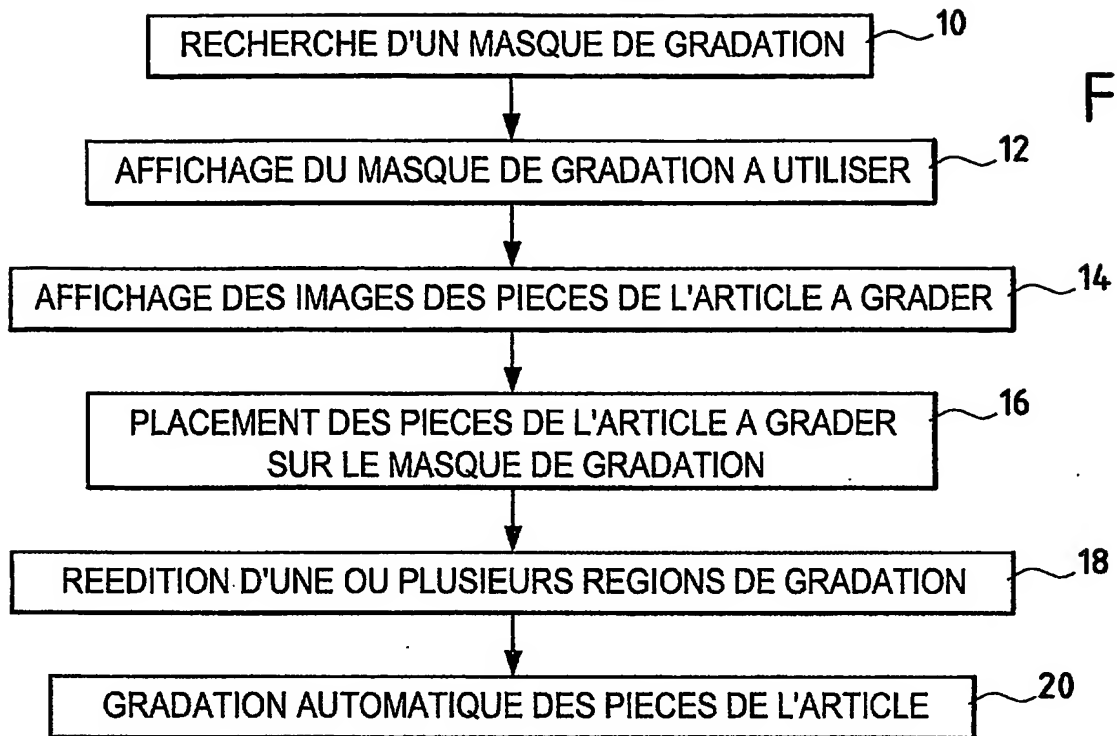 RECHERCHE D'UN MASQUE DE GRADATION
10
F
AFFICHAGE DU MASQUE DE GRADATION A UTILISER
12
AFFICHAGE DES IMAGES DES PIECES DE L'ARTICLE A GRADER
14
PLACEMENT DES PIECES DE L'ARTICLE A GRADER
SUR LE MASQUE DE GRADATION
16
REEDITION D'UNE OU PLUSIEURS REGIONS DE GRADATION
18
GRADATION AUTOMATIQUE DES PIECES DE L'ARTICLE
20